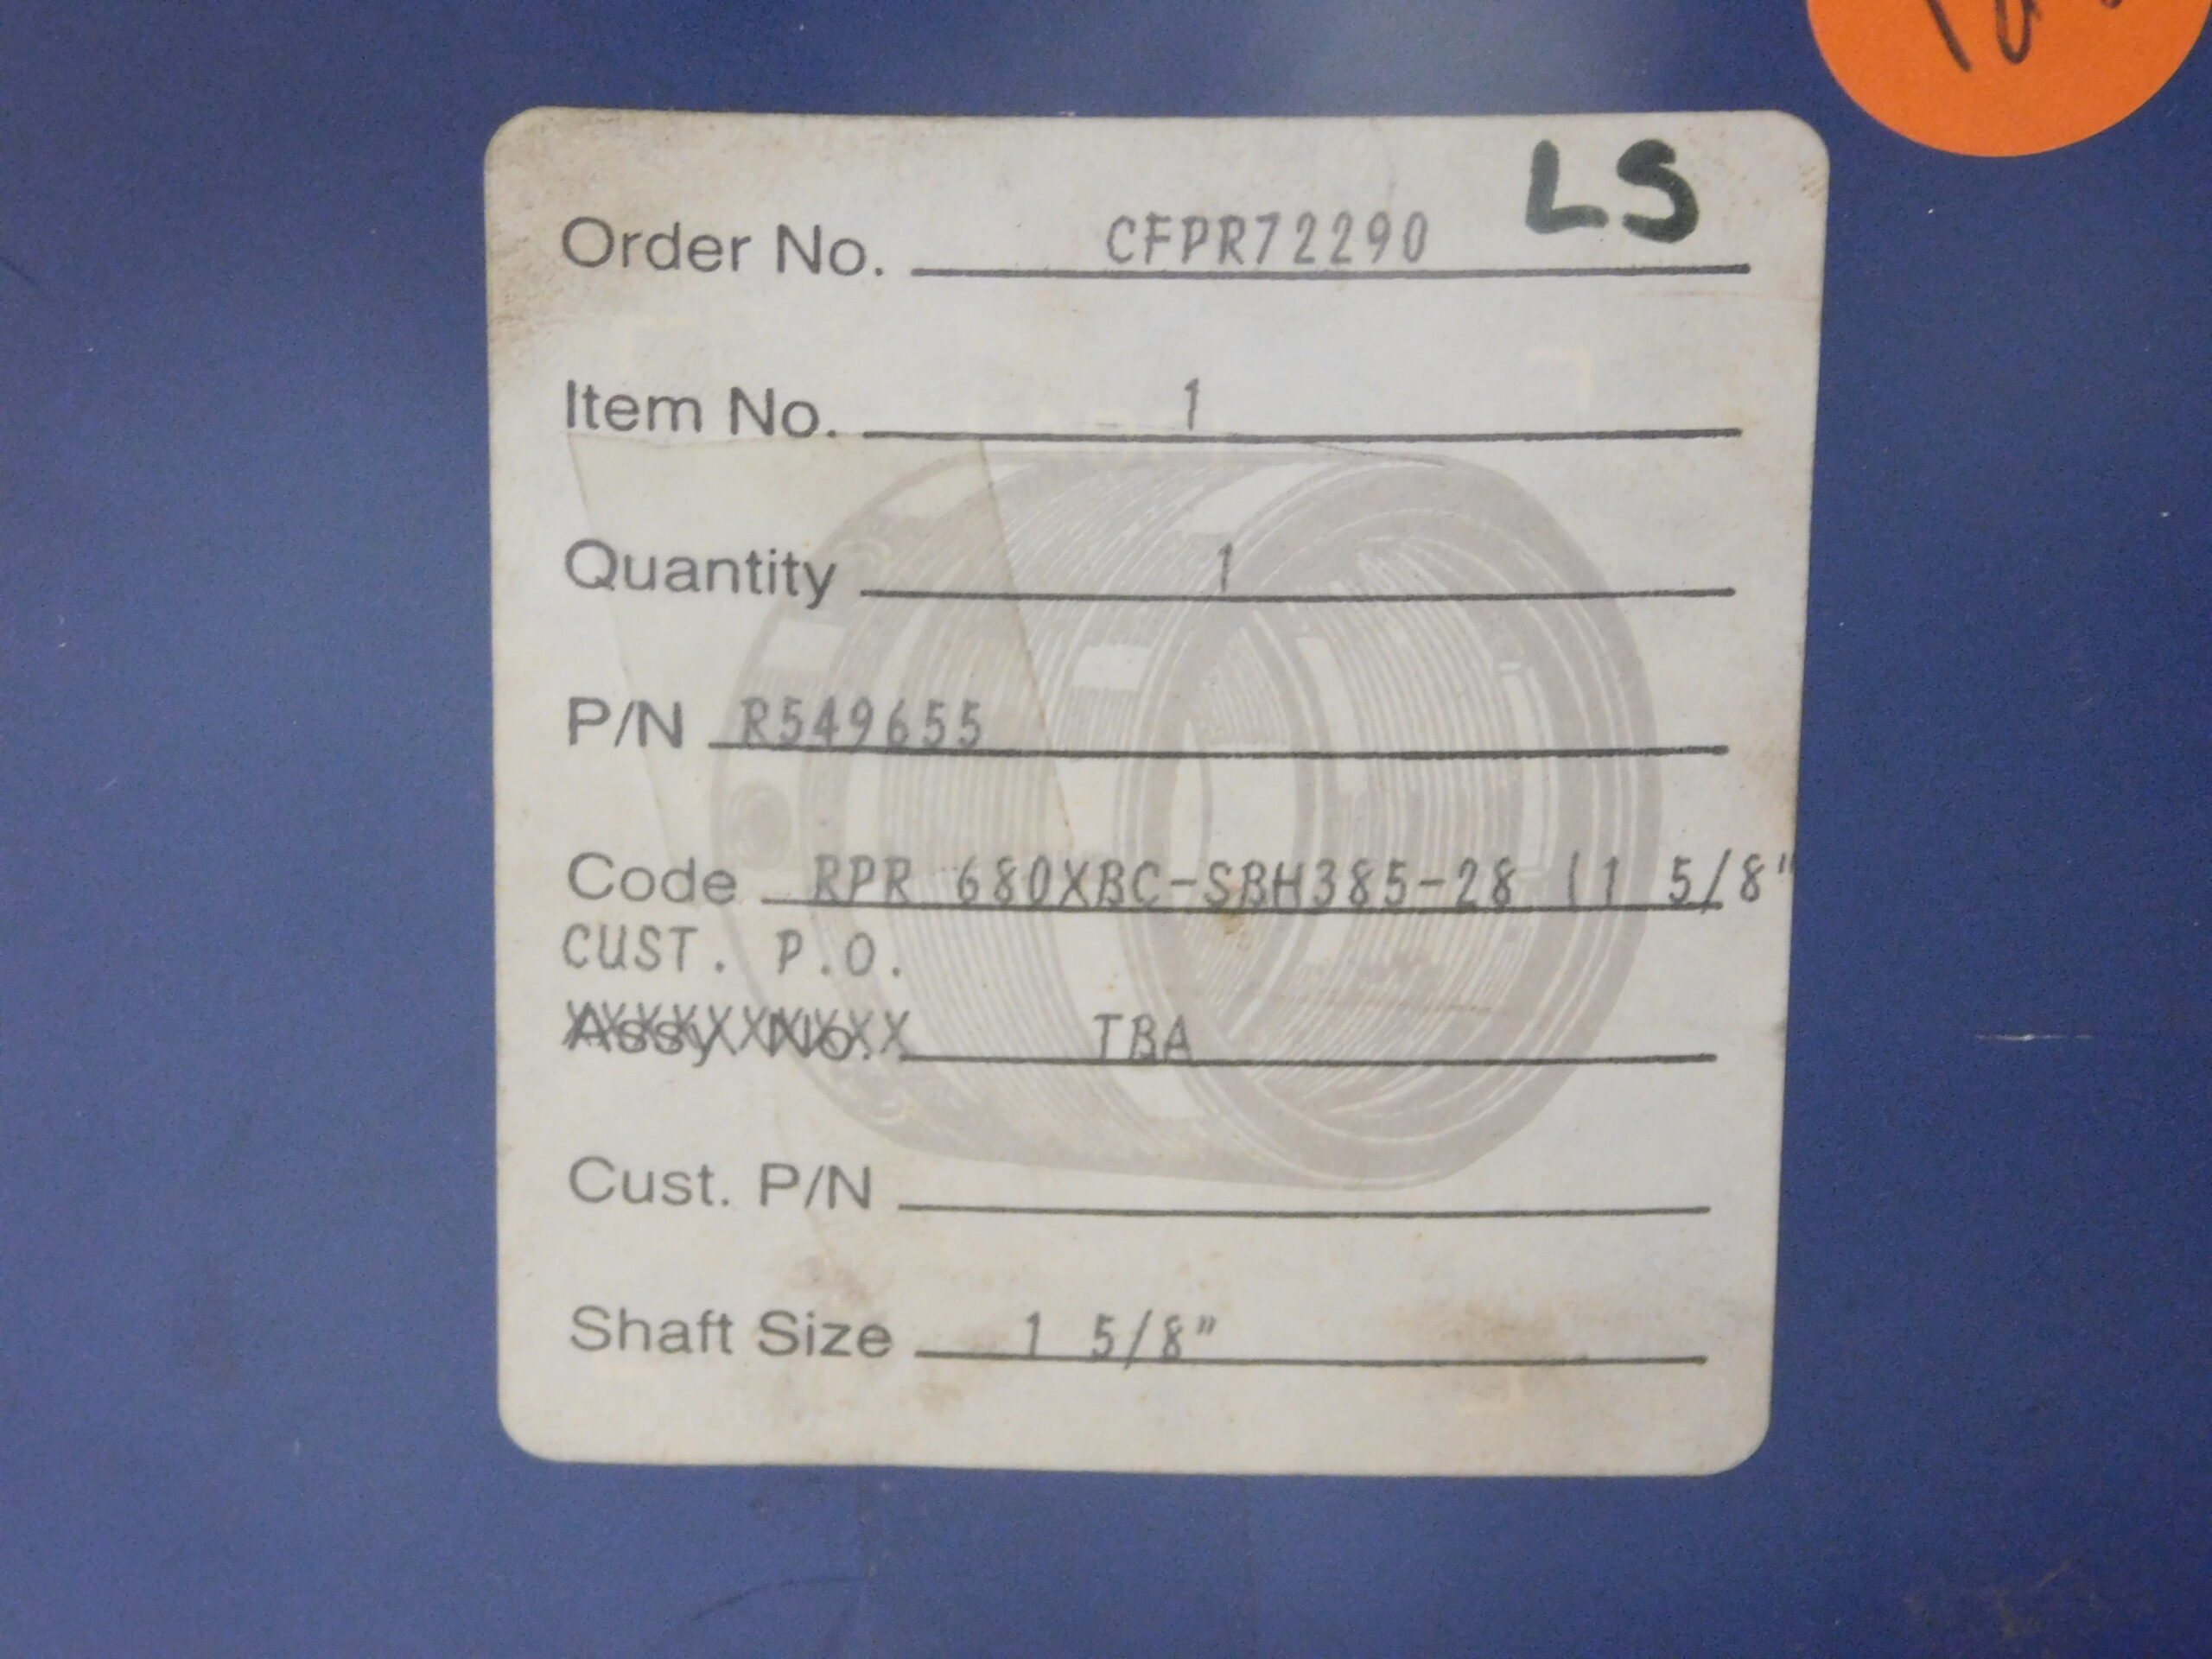 LS
Order No. CFPR72290
Item No. 1
Quantity 1
P/N R549655
Code RPR 680XBC-SBH385-28 (1 5/8"
CUST. P.O.
Assy No. TBA
Cust. P/N
Shaft Size 1 5/8"